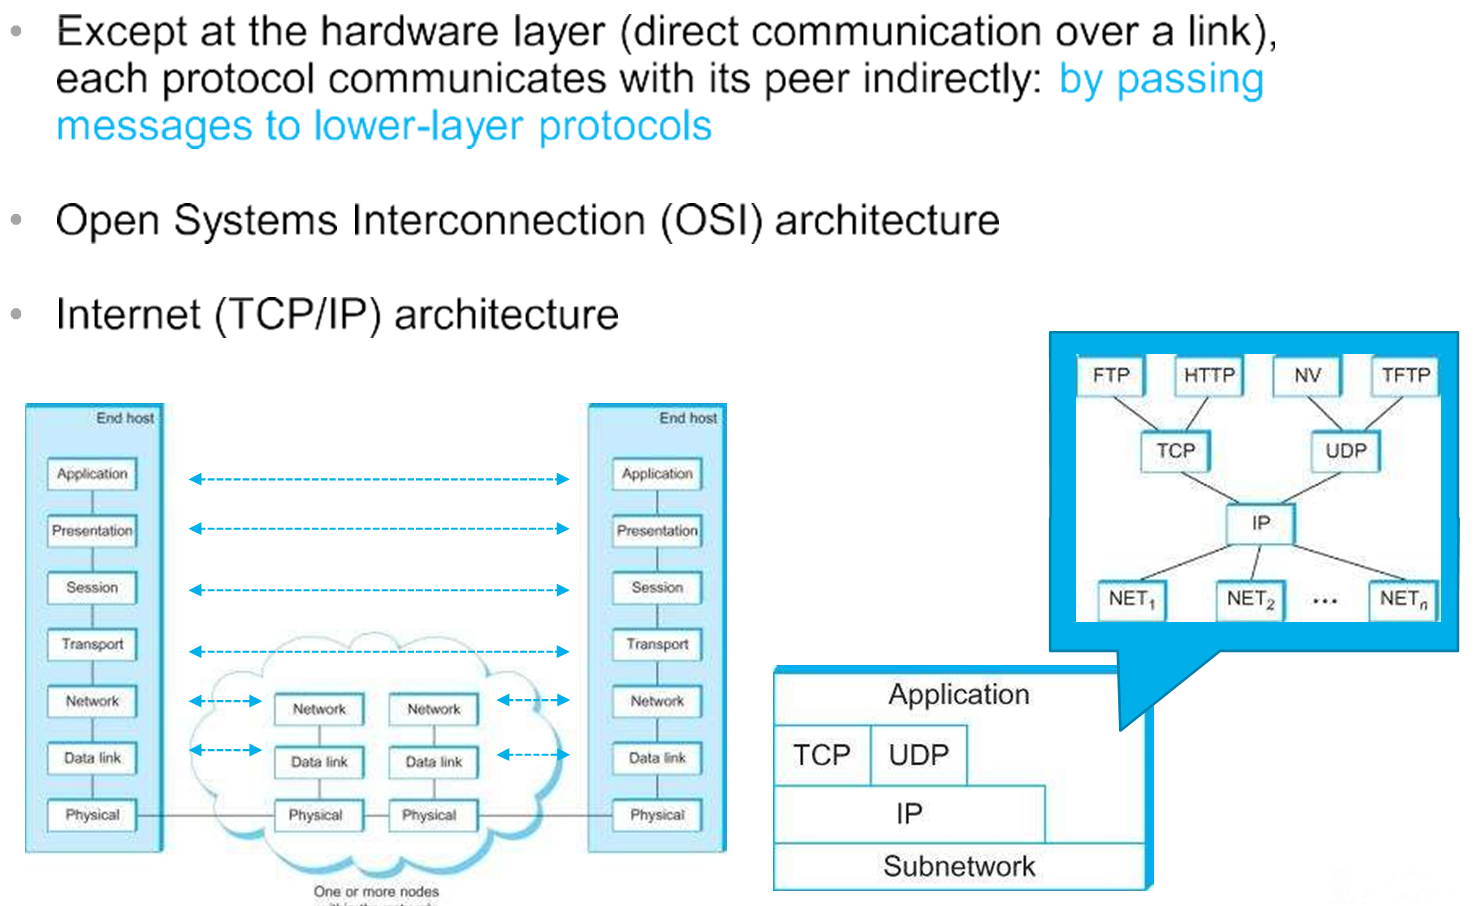 Except at the hardware layer (direct communication over a link),
each protocol communicates with its peer indirectly: by passing
messages to lower-layer protocols
Open Systems Interconnection (OSI) architecture
Internet (TCP/IP) architecture
End host
Application
Presentation
Session
Transport
Network
Data link
Physical
Network
Data link
Physical
Network
Data link
Physical
One or more nodes
End host
Application
Presentation
Session
Transport
Network
Data link
Physical
FTP HTTP NV TFTP
TCP UDP
IP
NET1 NET2 ... NETn
Application
TCP UDP
IP
Subnetwork